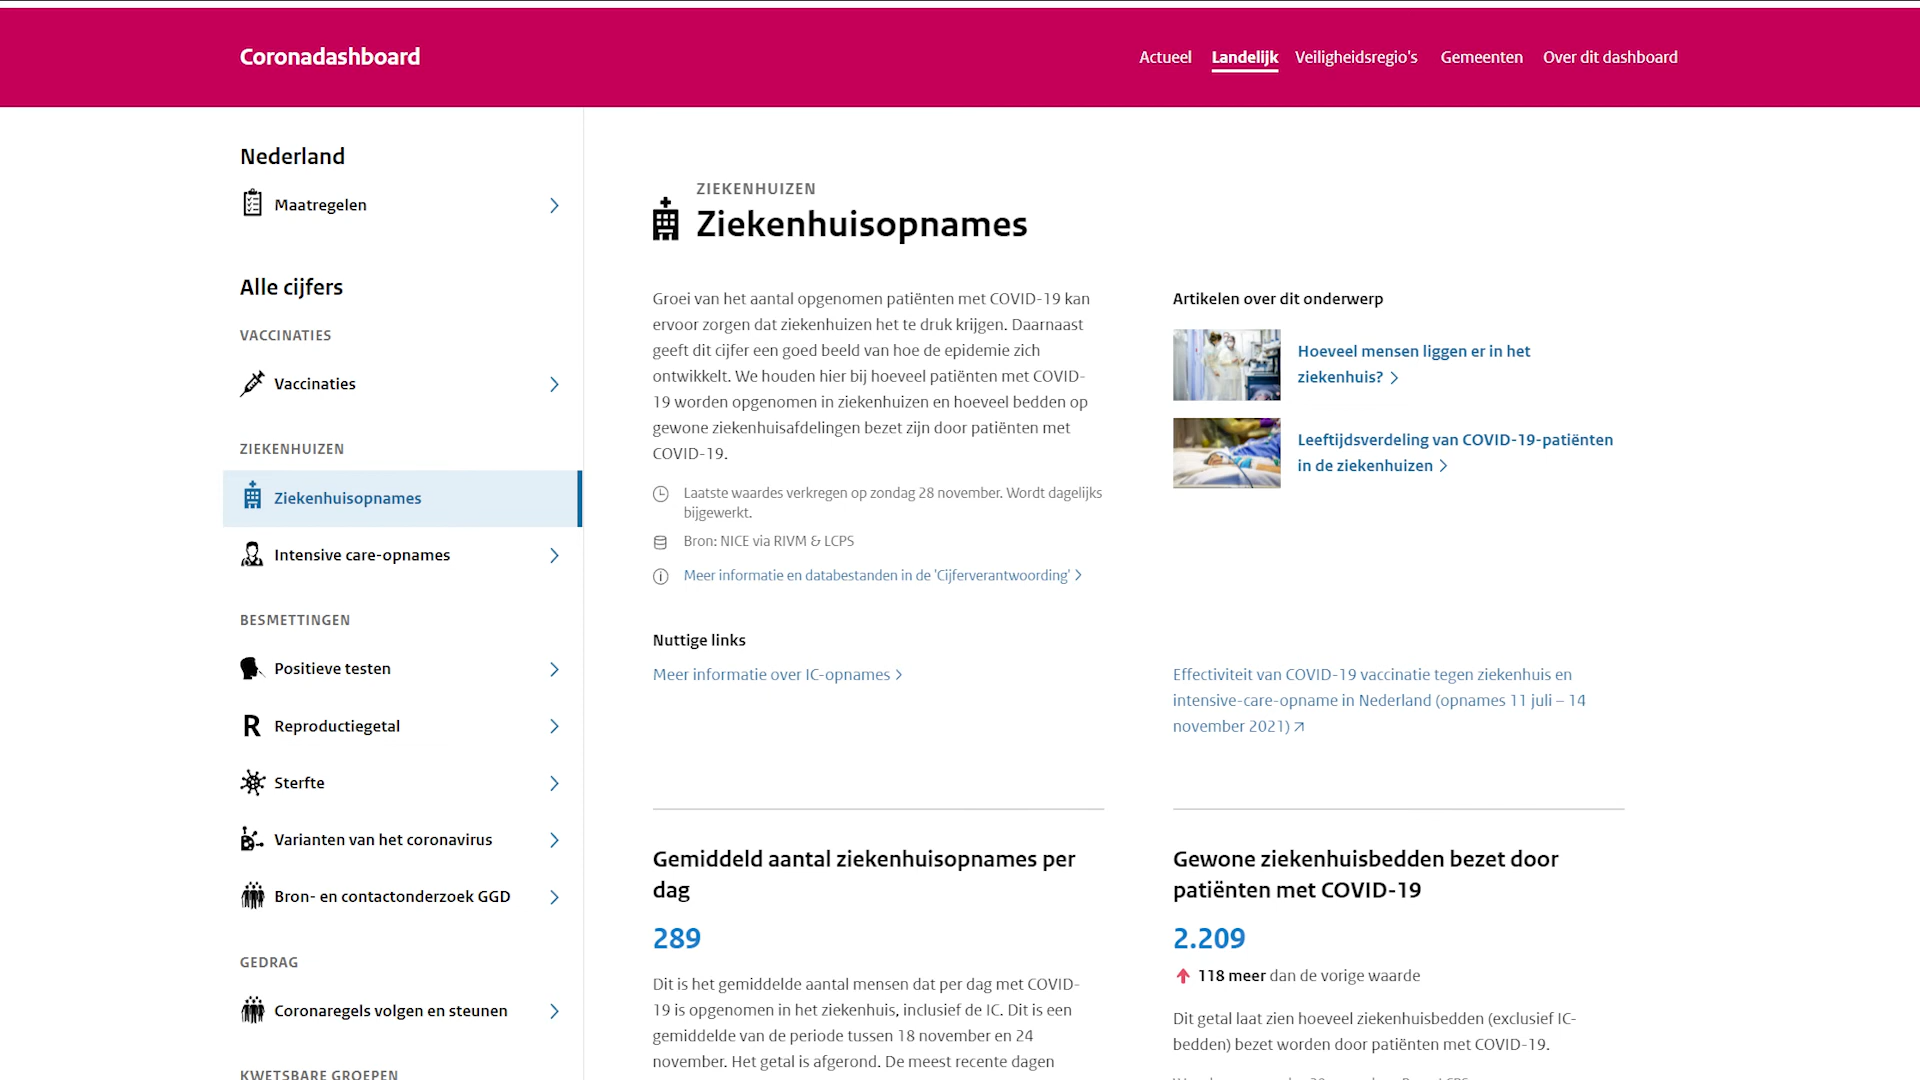 Coronadashboard
Actueel Landelijk Veiligheidsregio's Gemeenten Over dit dashboard
Nederland
Maatregelen
Alle cijfers
VACCINATIES
Vaccinaties
ZIEKENHUIZEN
Ziekenhuisopnames
Intensive care-opnames
BESMETTINGEN
Positieve testen
R Reproductiegetal
Sterfte
Varianten van het coronavirus
Bron- en contactonderzoek GGD
GEDRAG
Coronaregels volgen en steunen
KWETSBARE GROEPEN
ZIEKENHUIZEN
Ziekenhuisopnames
Groei van het aantal opgenomen patiënten met COVID-19 kan
ervoor zorgen dat ziekenhuizen het te druk krijgen. Daarnaast
geeft dit cijfer een goed beeld van hoe de epidemie zich
ontwikkelt. We houden hier bij hoeveel patiënten met COVID-
19 worden opgenomen in ziekenhuizen en hoeveel bedden op
gewone ziekenhuisafdelingen bezet zijn door patiënten met
COVID-19.
Laatste waardes verkregen op zondag 28 november. Wordt dagelijks
bijgewerkt.
Bron: NICE via RIVM & LCPS
Meer informatie en databestanden in de 'Cijferverantwoording'
Artikelen over dit onderwerp
Hoeveel mensen liggen er in het
ziekenhuis?
Leeftijdsverdeling van COVID-19-patiënten
in de ziekenhuizen
Nuttige links
Meer informatie over IC-opnames
Effectiviteit van COVID-19 vaccinatie tegen ziekenhuis en
intensive-care-opname in Nederland (opnames 11 juli – 14
november 2021)
Gemiddeld aantal ziekenhuisopnames per
dag
289
Dit is het gemiddelde aantal mensen dat per dag met COVID-
19 is opgenomen in het ziekenhuis, inclusief de IC. Dit is een
gemiddelde van de periode tussen 18 november en 24
november. Het getal is afgerond. De meest recente dagen
Gewone ziekenhuisbedden bezet door
patiënten met COVID-19
2.209
118 meer dan de vorige waarde
Dit getal laat zien hoeveel ziekenhuisbedden (exclusief IC-
bedden) bezet worden door patiënten met COVID-19.